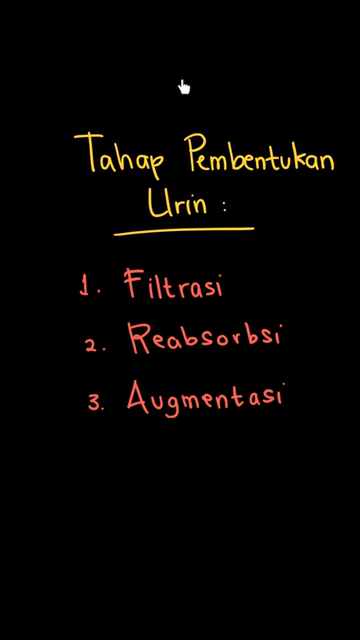 Tahap Pembentukan
Urin :
1. Filtrasi
2. Reabsorbsi
3. Augmentasi